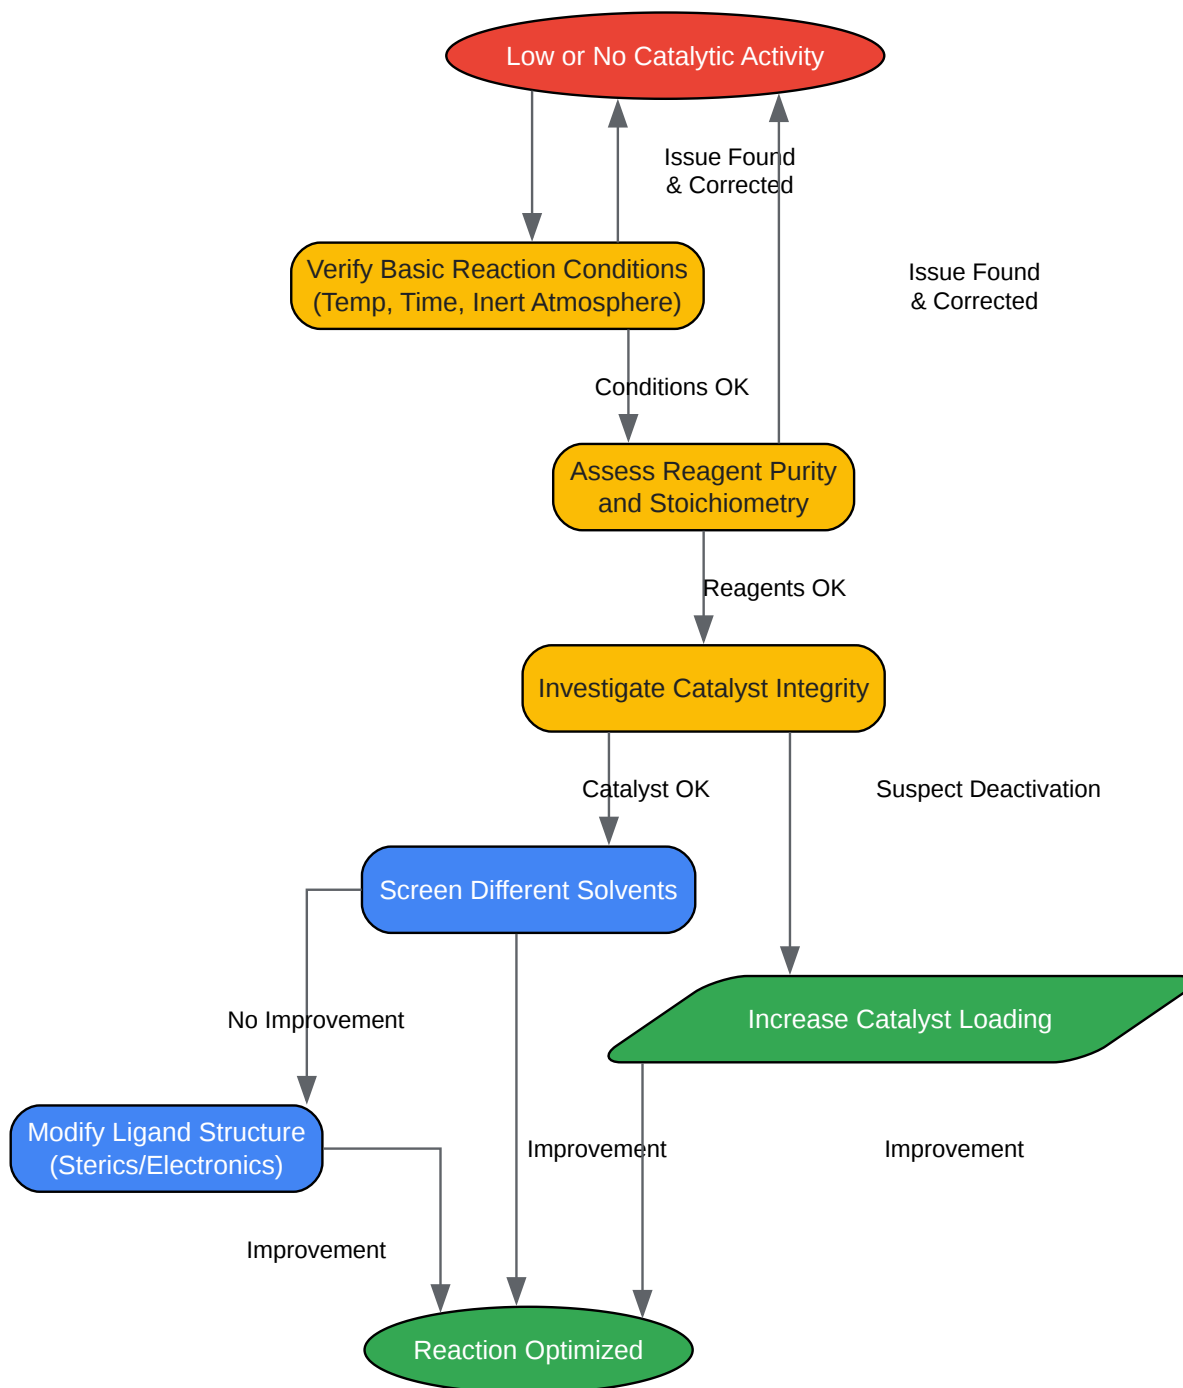 Low or No Catalytic Activity
Issue Found
& Corrected
Verify Basic Reaction Conditions
(Temp, Time, Inert Atmosphere)
Issue Found
& Corrected
Conditions OK
Assess Reagent Purity
and Stoichiometry
Reagents OK
Investigate Catalyst Integrity
Catalyst OK
Suspect Deactivation
Screen Different Solvents
No Improvement
Increase Catalyst Loading
Modify Ligand Structure
(Sterics/Electronics)
Improvement
Improvement
Improvement
Reaction Optimized